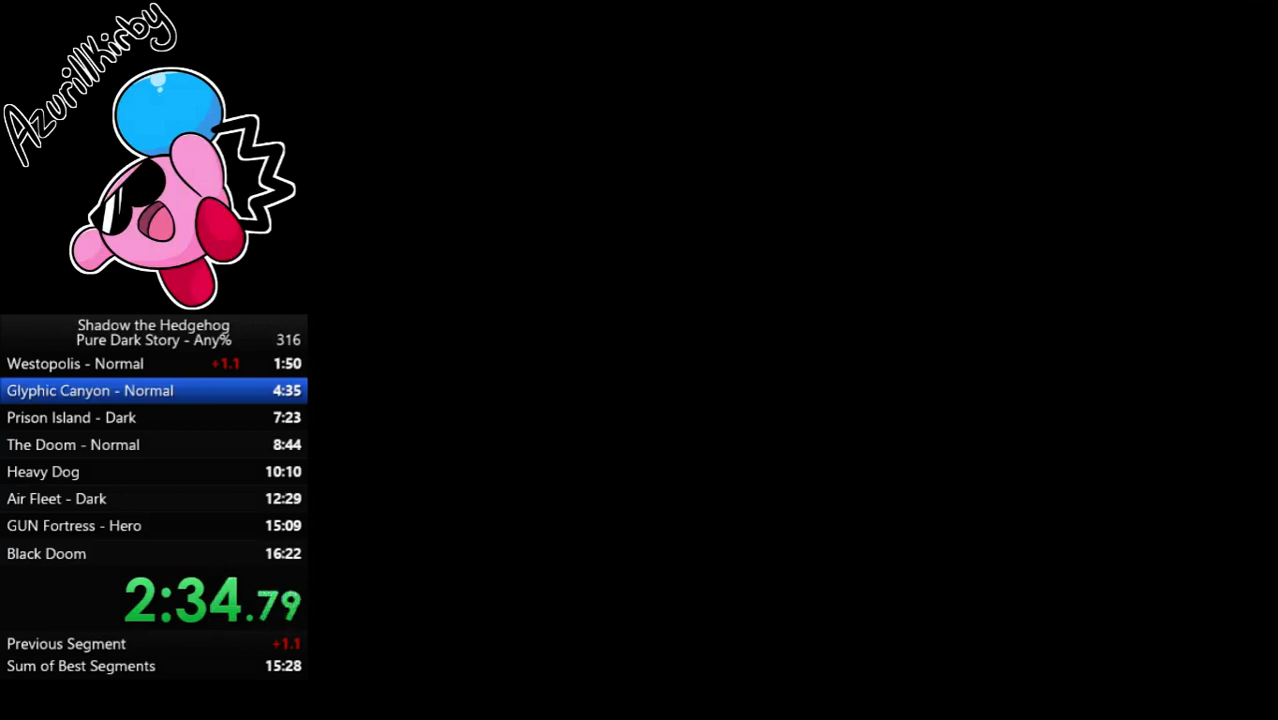 AzurillKirby
Shadow the Hedgehog
Pure Dark Story - Any% 316
Westopolis - Normal +1.1 1:50
Glyphic Canyon - Normal 4:35
Prison Island - Dark 7:23
The Doom - Normal 8:44
Heavy Dog 10:10
Air Fleet - Dark 12:29
GUN Fortress - Hero 15:09
Black Doom 16:22
2:34.79
Previous Segment +1.1
Sum of Best Segments 15:28